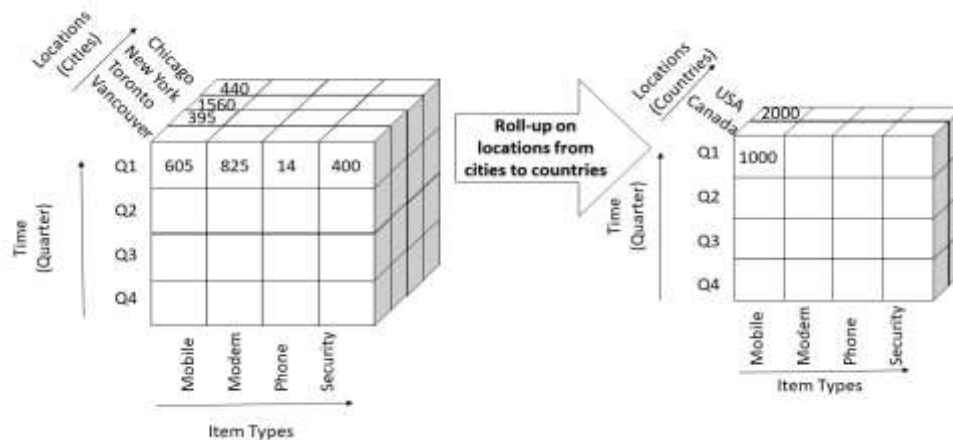 Locations
(Cities)
Chicago
New York
Toronto
Vancouver
440
1560
395
Time
(Quarter)
Q1
605 825 14 400
Q2
Q3
Q4
Mobile
Modem
Phone
Security
Item Types
Roll-up on
locations from
cities to countries
Locations
(Countries)
USA
Canada
2000
Time
(Quarter)
Q1
1000
Q2
Q3
Q4
Mobile
Modem
Phone
Security
Item Types